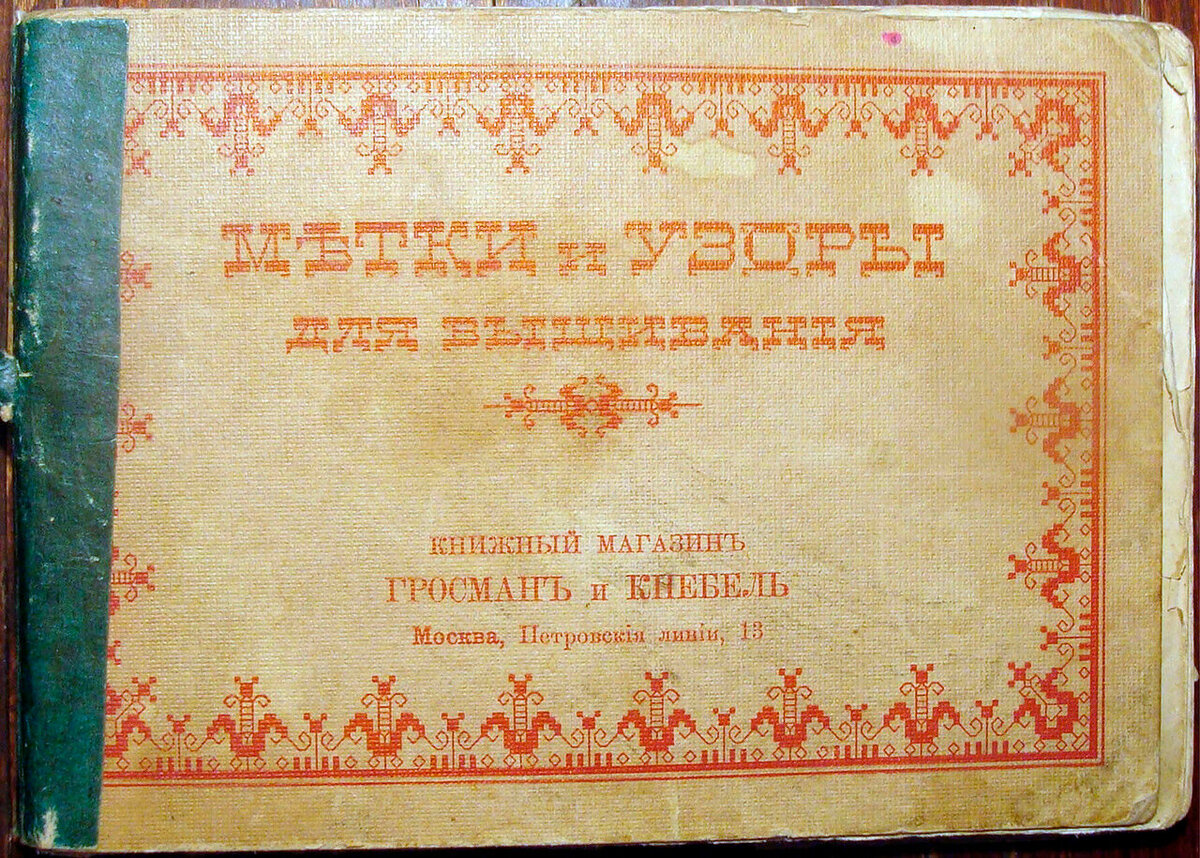 МѢТКИ и УЗОРЫ
для вышиванія
КНИЖНЫЙ МАГАЗИНЪ
ГРОСМАНЪ и КНЕБЕЛЬ
Москва, Петровскія линіи, 13